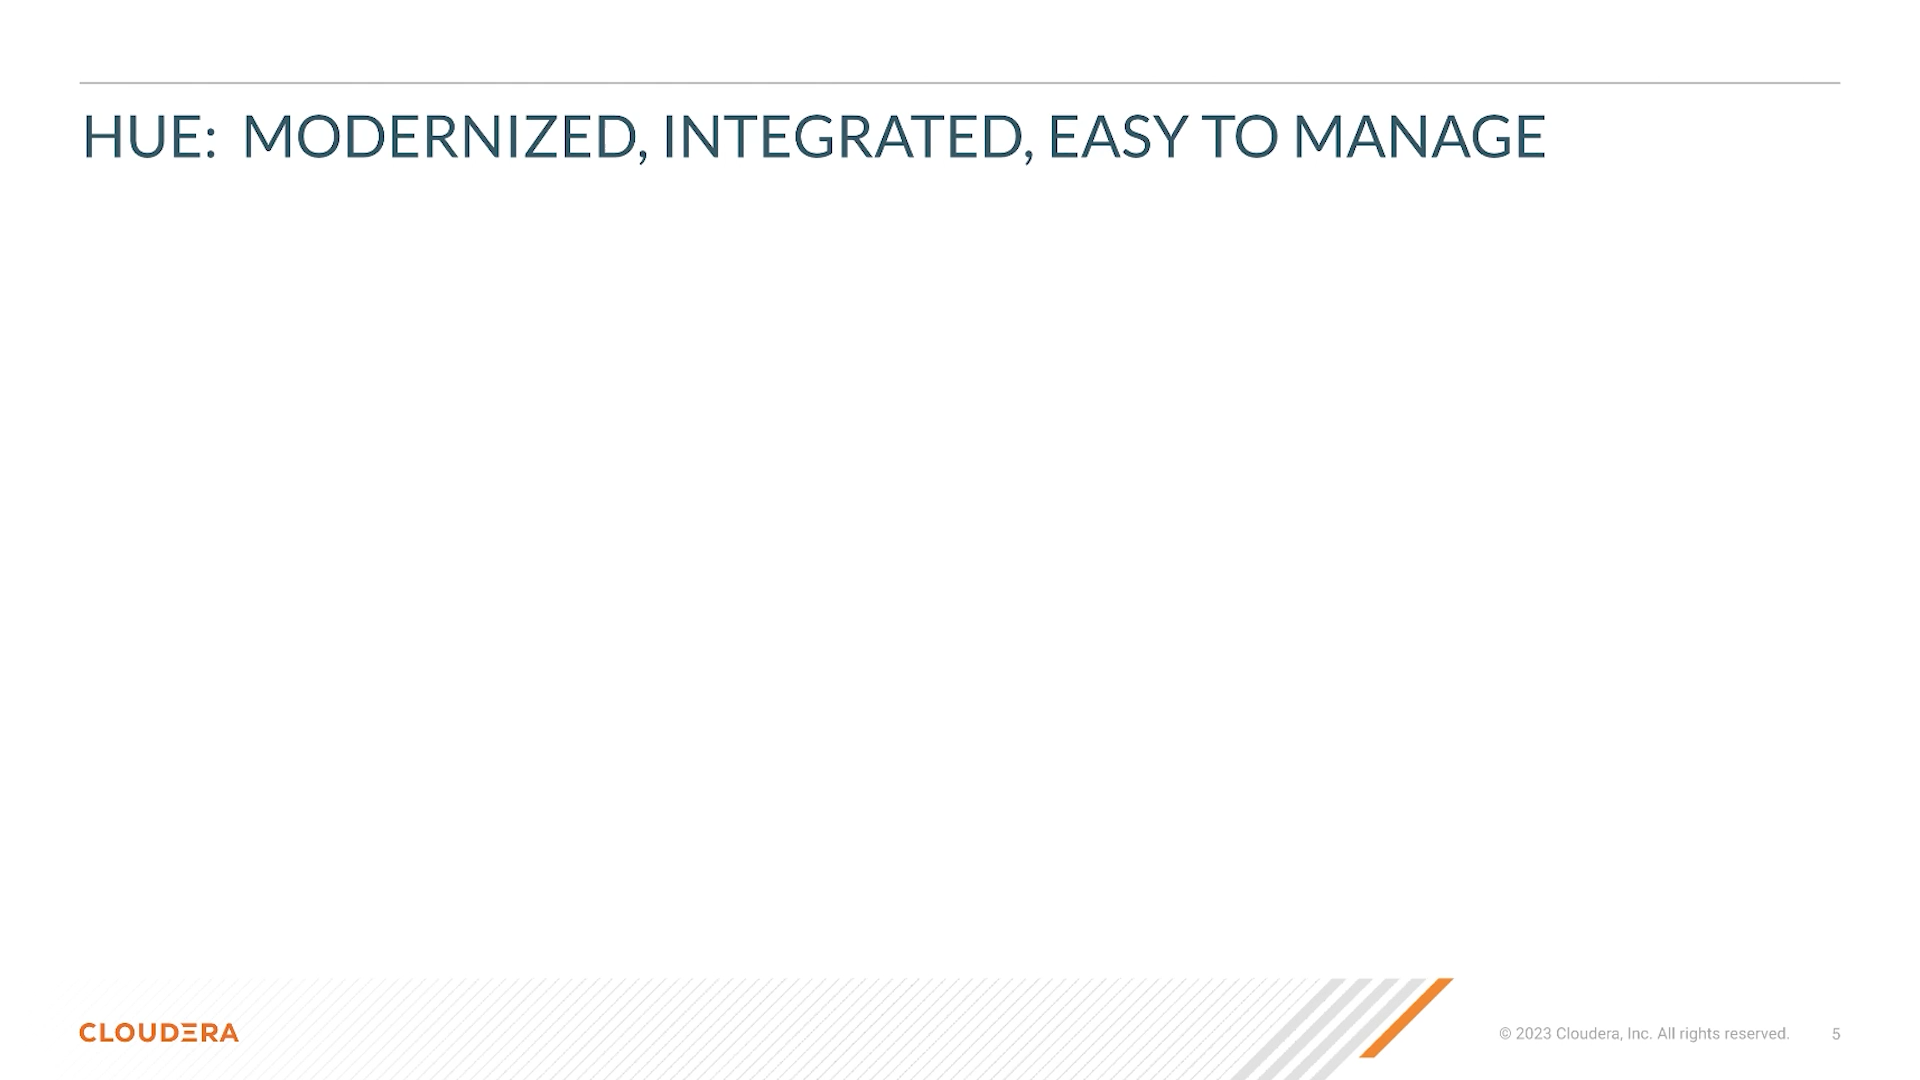 HUE:  MODERNIZED, INTEGRATED, EASY TO MANAGE
CLOUDERA
© 2023 Cloudera, Inc. All rights reserved.
5